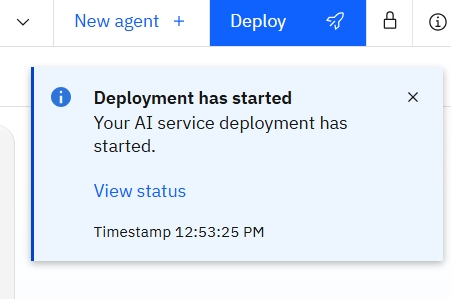 New agent +
Deploy
Deployment has started
Your AI service deployment has
started.
View status
Timestamp 12:53:25 PM